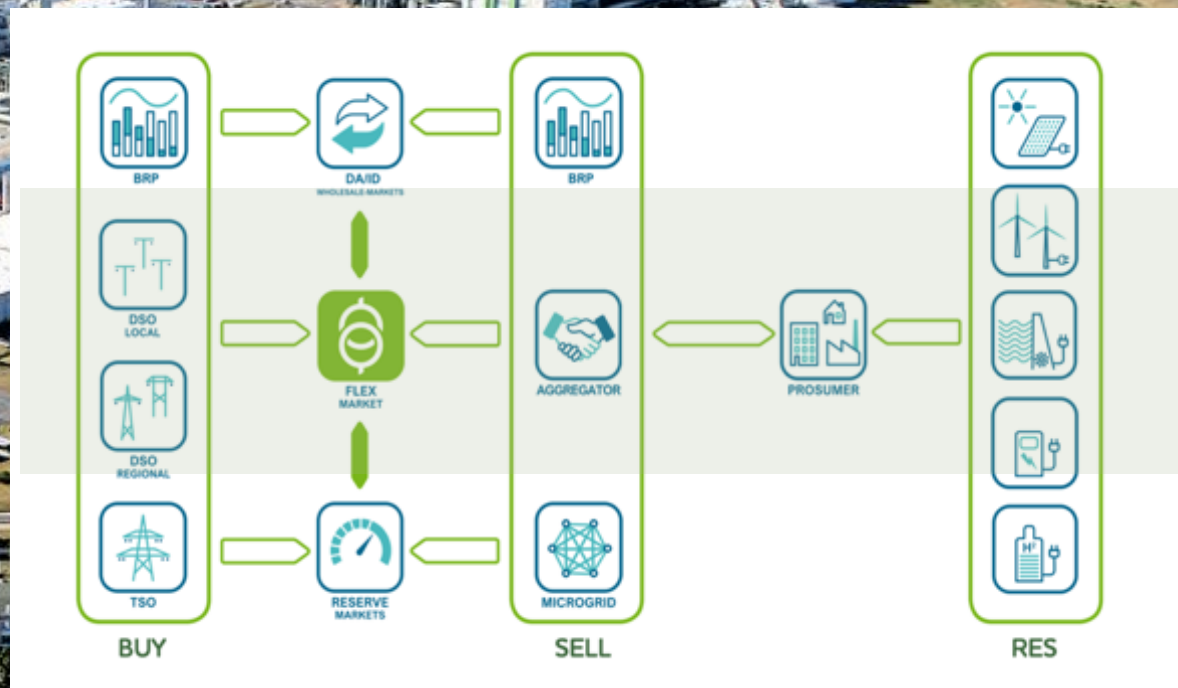 BRP
DA/ID
WHOLESALE-MARKETS
BRP
DSO
LOCAL
FLEX
MARKET
AGGREGATOR
PROSUMER
DSO
REGIONAL
H²
TSO
RESERVE
MARKETS
MICROGRID
BUY
SELL
RES